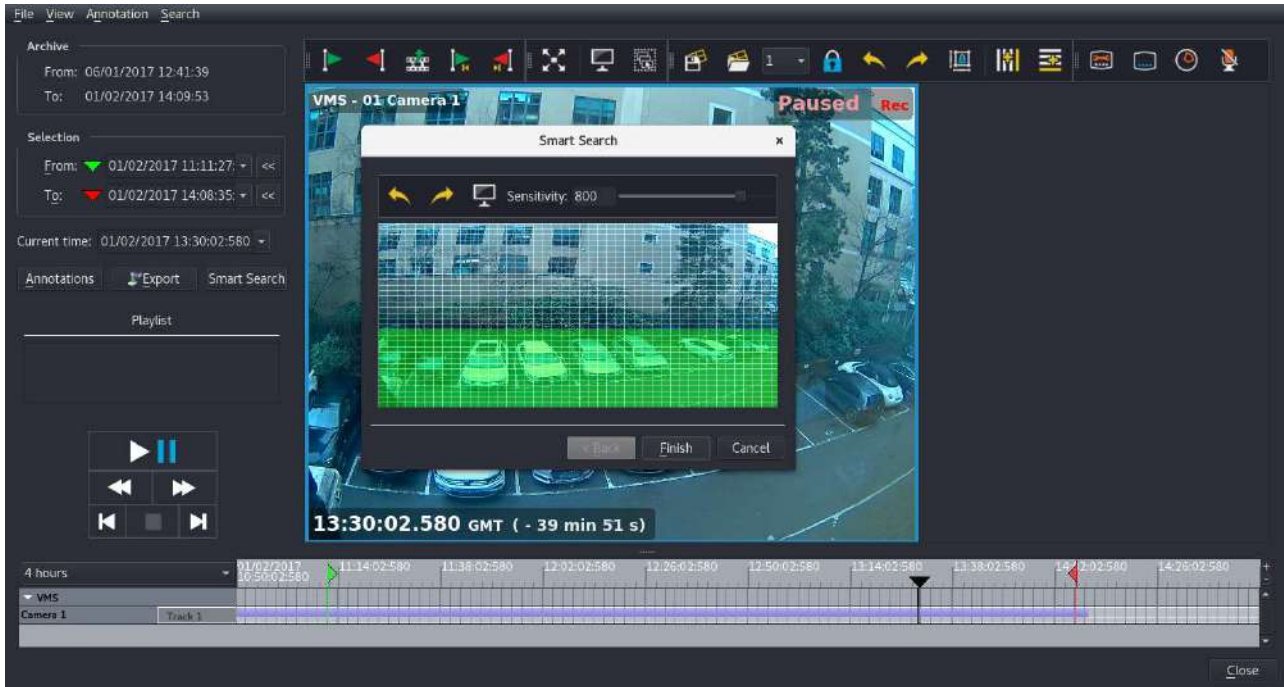 File View Annotation Search
Archive
From: 06/01/2017 12:41:39
To: 01/02/2017 14:09:53
1
Selection
From: 01/02/2017 11:11:27: <<
To: 01/02/2017 14:08:35: <<
Current time: 01/02/2017 13:30:02:580
Annotations Export Smart Search
Playlist
VMS - 01 Camera 1 Paused Rec
Smart Search x
Sensitivity: 800
< Back Finish Cancel
13:30:02.580 GMT ( - 39 min 51 s)
4 hours
01/02/2017
10:50:02:580 11:14:02:580 11:38:02:580 12:02:02:580 12:26:02:580 12:50:02:580 13:14:02:580 13:38:02:580 14:02:02:580 14:26:02:580
VMS
Camera 1 Track 1
Close